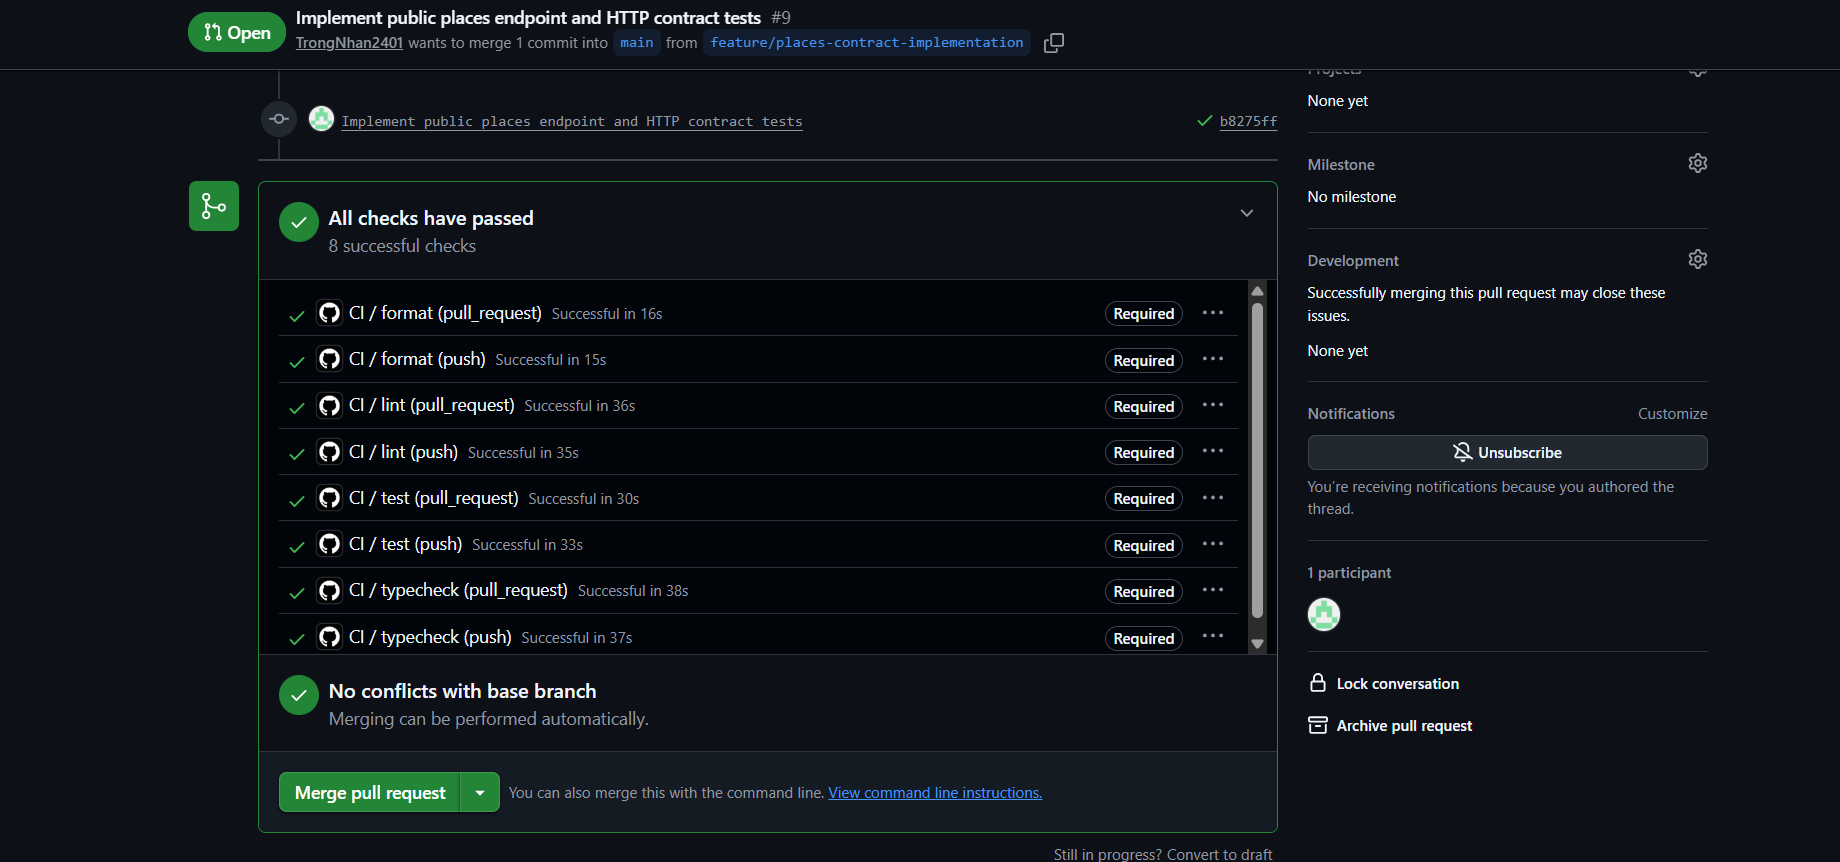 Open
Implement public places endpoint and HTTP contract tests #9
TrongNhan2401 wants to merge 1 commit into main from feature/places-contract-implementation
Implement public places endpoint and HTTP contract tests
b8275ff
All checks have passed
8 successful checks
CI / format (pull_request) Successful in 16s Required
CI / format (push) Successful in 15s Required
CI / lint (pull_request) Successful in 36s Required
CI / lint (push) Successful in 35s Required
CI / test (pull_request) Successful in 30s Required
CI / test (push) Successful in 33s Required
CI / typecheck (pull_request) Successful in 38s Required
CI / typecheck (push) Successful in 37s Required
No conflicts with base branch
Merging can be performed automatically.
Merge pull request
You can also merge this with the command line. View command line instructions.
Still in progress? Convert to draft
Projects
None yet
Milestone
No milestone
Development
Successfully merging this pull request may close these
issues.
None yet
Notifications
Customize
Unsubscribe
You're receiving notifications because you authored the
thread.
1 participant
Lock conversation
Archive pull request